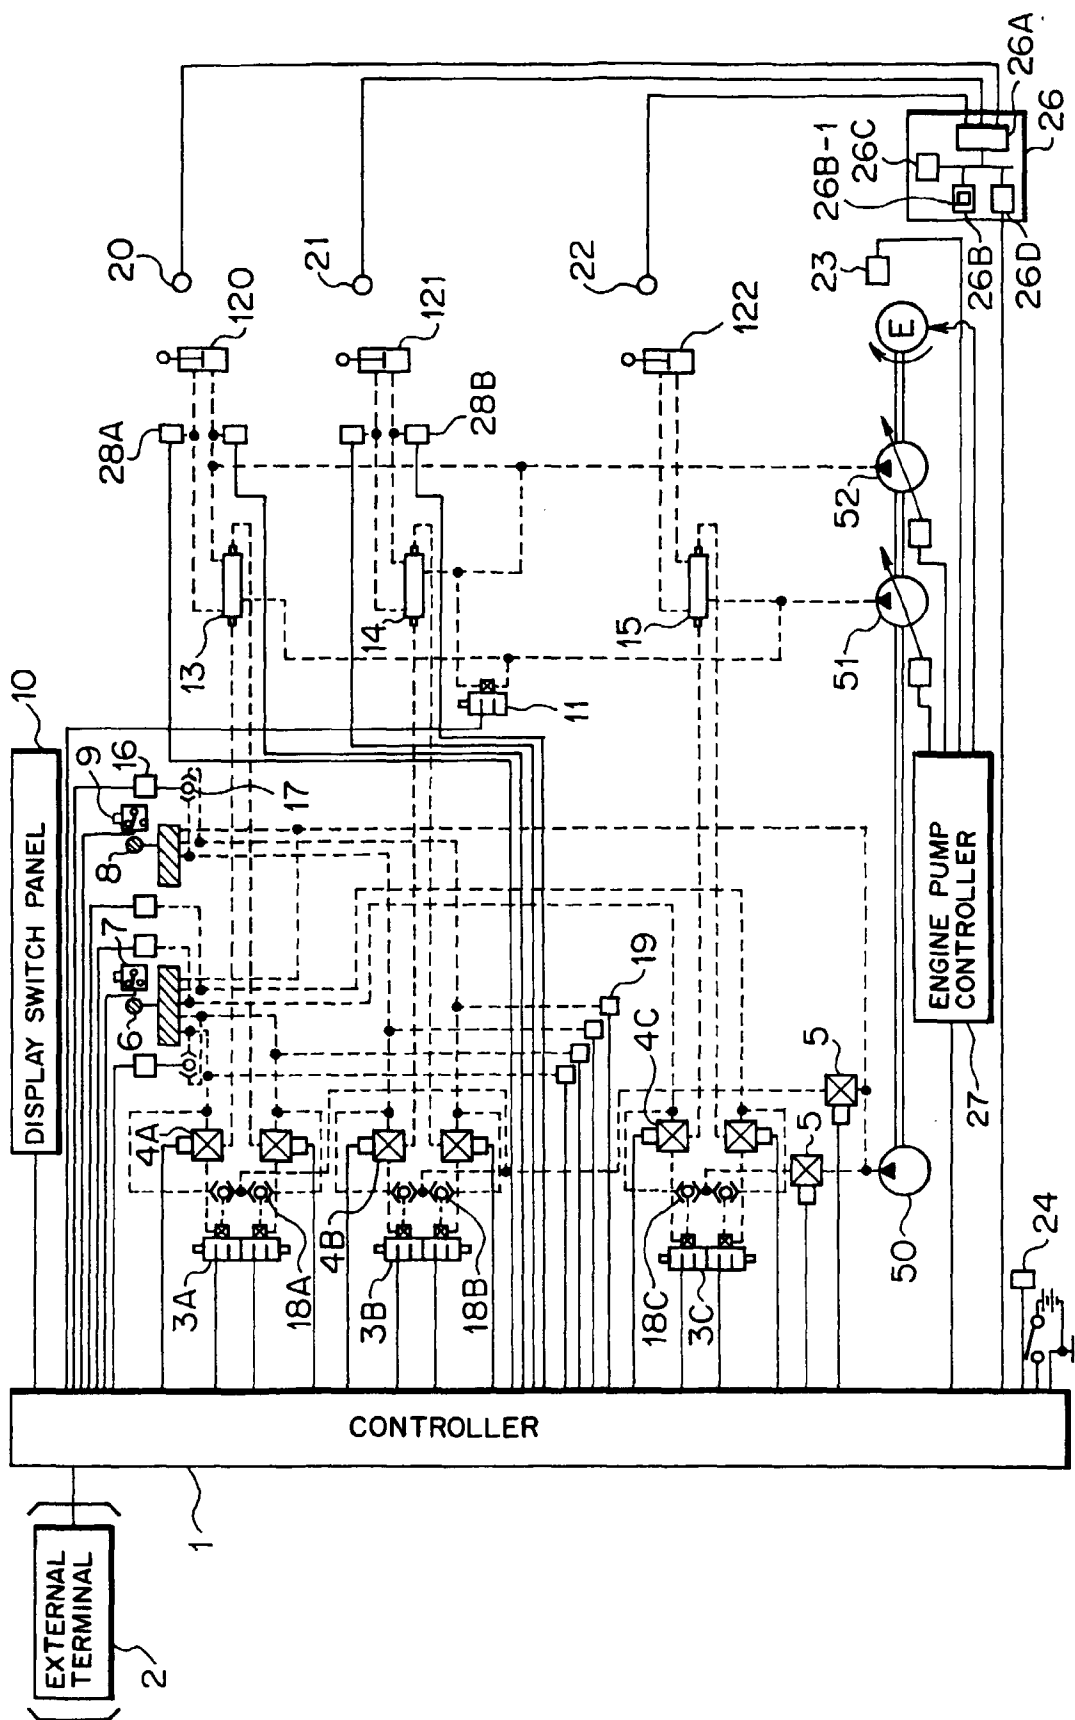 EXTERNAL
TERMINAL
2
1
CONTROLLER
DISPLAY SWITCH PANEL
10
6
7
8
9
16
17
4A
3A
18A
4B
3B
18B
4C
3C
18C
19
5
5
50
24
27
ENGINE PUMP
CONTROLLER
13
14
11
15
51
52
E
28A
28B
120
121
122
20
21
22
23
26B-1
26C
26A
26
26B
26D